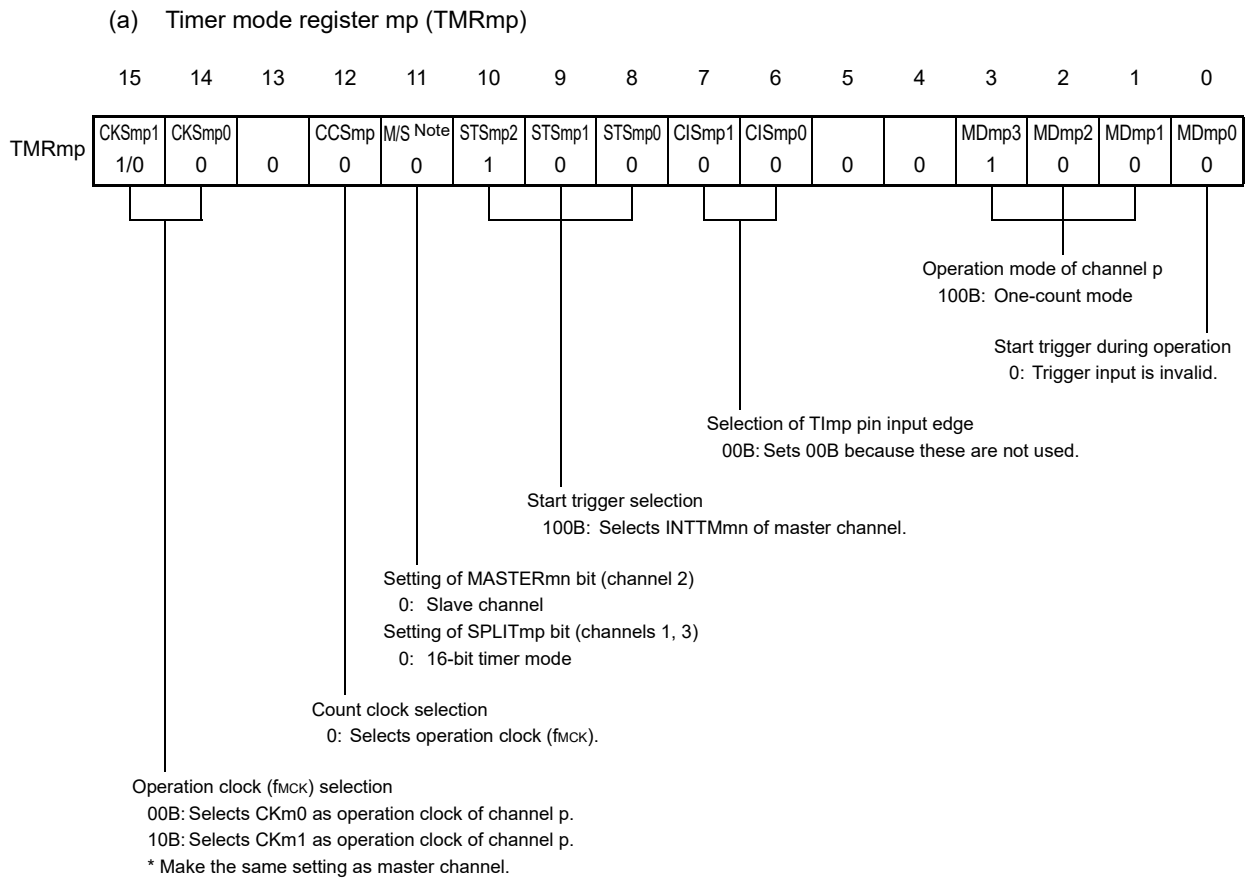 (a) Timer mode register mp (TMRmp)
15 14 13 12 11 10 9 8 7 6 5 4 3 2 1 0
TMRmp CKSmp1 CKSmp0 CCSmp M/S Note STSmp2 STSmp1 STSmp0 CISmp1 CISmp0 MDmp3 MDmp2 MDmp1 MDmp0
1/0 0 0 0 0 1 0 0 0 0 0 0 1 0 0 0
Operation mode of channel p
100B: One-count mode
Start trigger during operation
0: Trigger input is invalid.
Selection of TImp pin input edge
00B: Sets 00B because these are not used.
Start trigger selection
100B: Selects INTTMmn of master channel.
Setting of MASTERmn bit (channel 2)
0: Slave channel
Setting of SPLITmp bit (channels 1, 3)
0: 16-bit timer mode
Count clock selection
0: Selects operation clock (fMCK).
Operation clock (fMCK) selection
00B: Selects CKm0 as operation clock of channel p.
10B: Selects CKm1 as operation clock of channel p.
* Make the same setting as master channel.